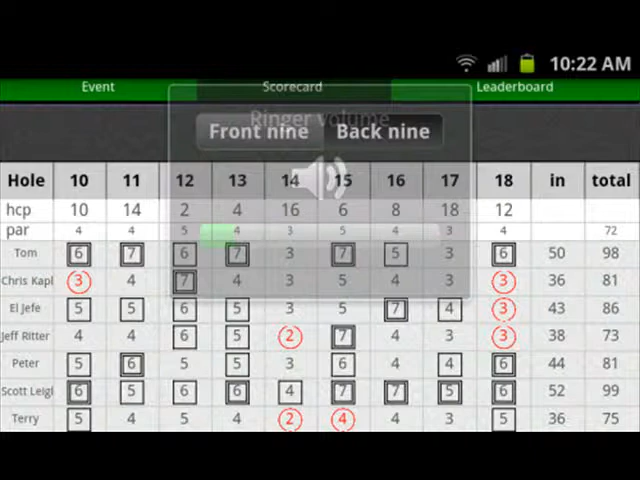 10:22 AM
Event Scorecard Leaderboard
Ringer volume
Front nine Back nine
Hole 10 11 12 13 14 15 16 17 18 in total
hcp 10 14 2 4 16 6 8 18 12
par 4 4 5 4 3 5 4 3 4 72
Tom 6 7 6 7 3 7 5 3 6 50 98
Chris Kapl 3 4 7 4 3 5 4 3 3 36 81
El Jefe 5 5 6 5 3 5 7 4 3 43 86
Jeff Ritter 4 4 6 5 2 7 4 3 3 38 73
Peter 5 6 5 5 3 6 4 4 6 44 81
Scott Leigl 6 5 6 6 4 7 7 5 6 52 99
Terry 5 4 5 4 2 4 4 3 5 36 75